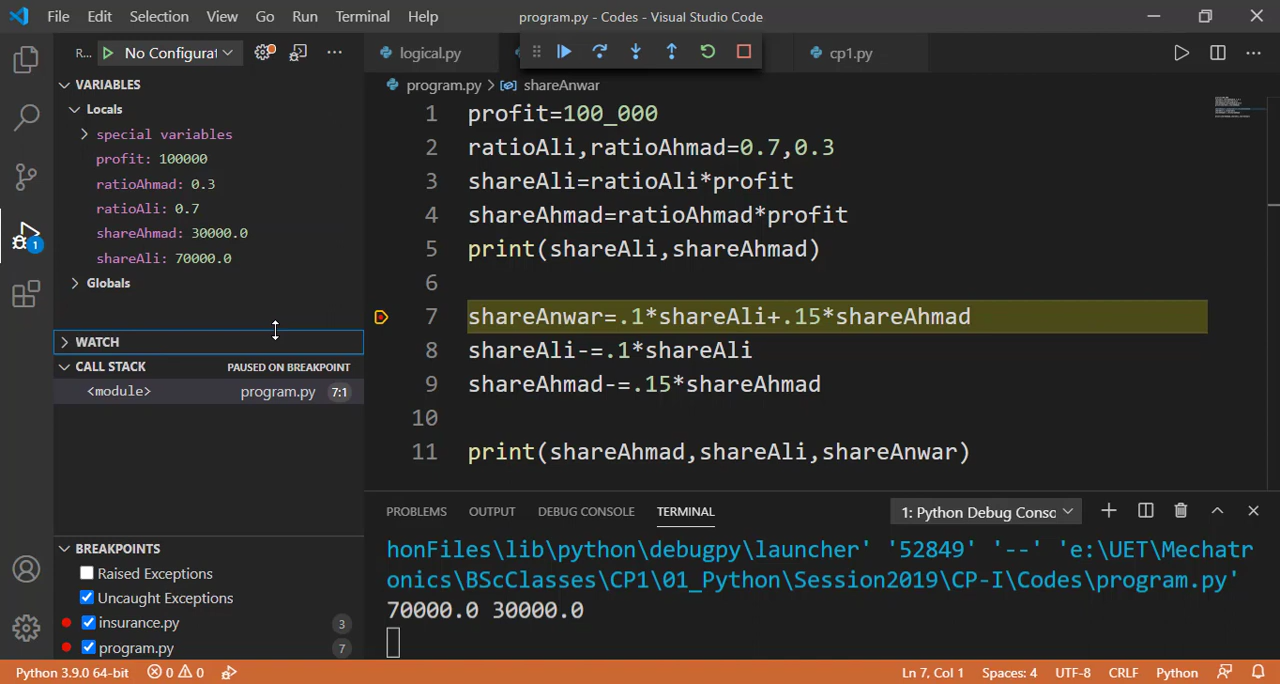 File Edit Selection View Go Run Terminal Help program.py - Codes - Visual Studio Code
R... No Configurat
logical.py cp1.py
VARIABLES
Locals
special variables
profit: 100000
ratioAhmad: 0.3
ratioAli: 0.7
shareAhmad: 30000.0
shareAli: 70000.0
Globals
WATCH
CALL STACK PAUSED ON BREAKPOINT
<module> program.py 7:1
BREAKPOINTS
Raised Exceptions
Uncaught Exceptions
insurance.py 3
program.py 7
1
program.py > shareAnwar
1 profit=100_000
2 ratioAli,ratioAhmad=0.7,0.3
3 shareAli=ratioAli*profit
4 shareAhmad=ratioAhmad*profit
5 print(shareAli,shareAhmad)
6
7 shareAnwar=.1*shareAli+.15*shareAhmad
8 shareAli-=.1*shareAli
9 shareAhmad-=.15*shareAhmad
10
11 print(shareAhmad,shareAli,shareAnwar)
PROBLEMS OUTPUT DEBUG CONSOLE TERMINAL 1: Python Debug Consc
honFiles\lib\python\debugpy\launcher' '52849' '--' 'e:\UET\Mechatr
onics\BScClasses\CP1\01_Python\Session2019\CP-I\Codes\program.py'
70000.0 30000.0
Python 3.9.0 64-bit 0 0 Ln 7, Col 1 Spaces: 4 UTF-8 CRLF Python